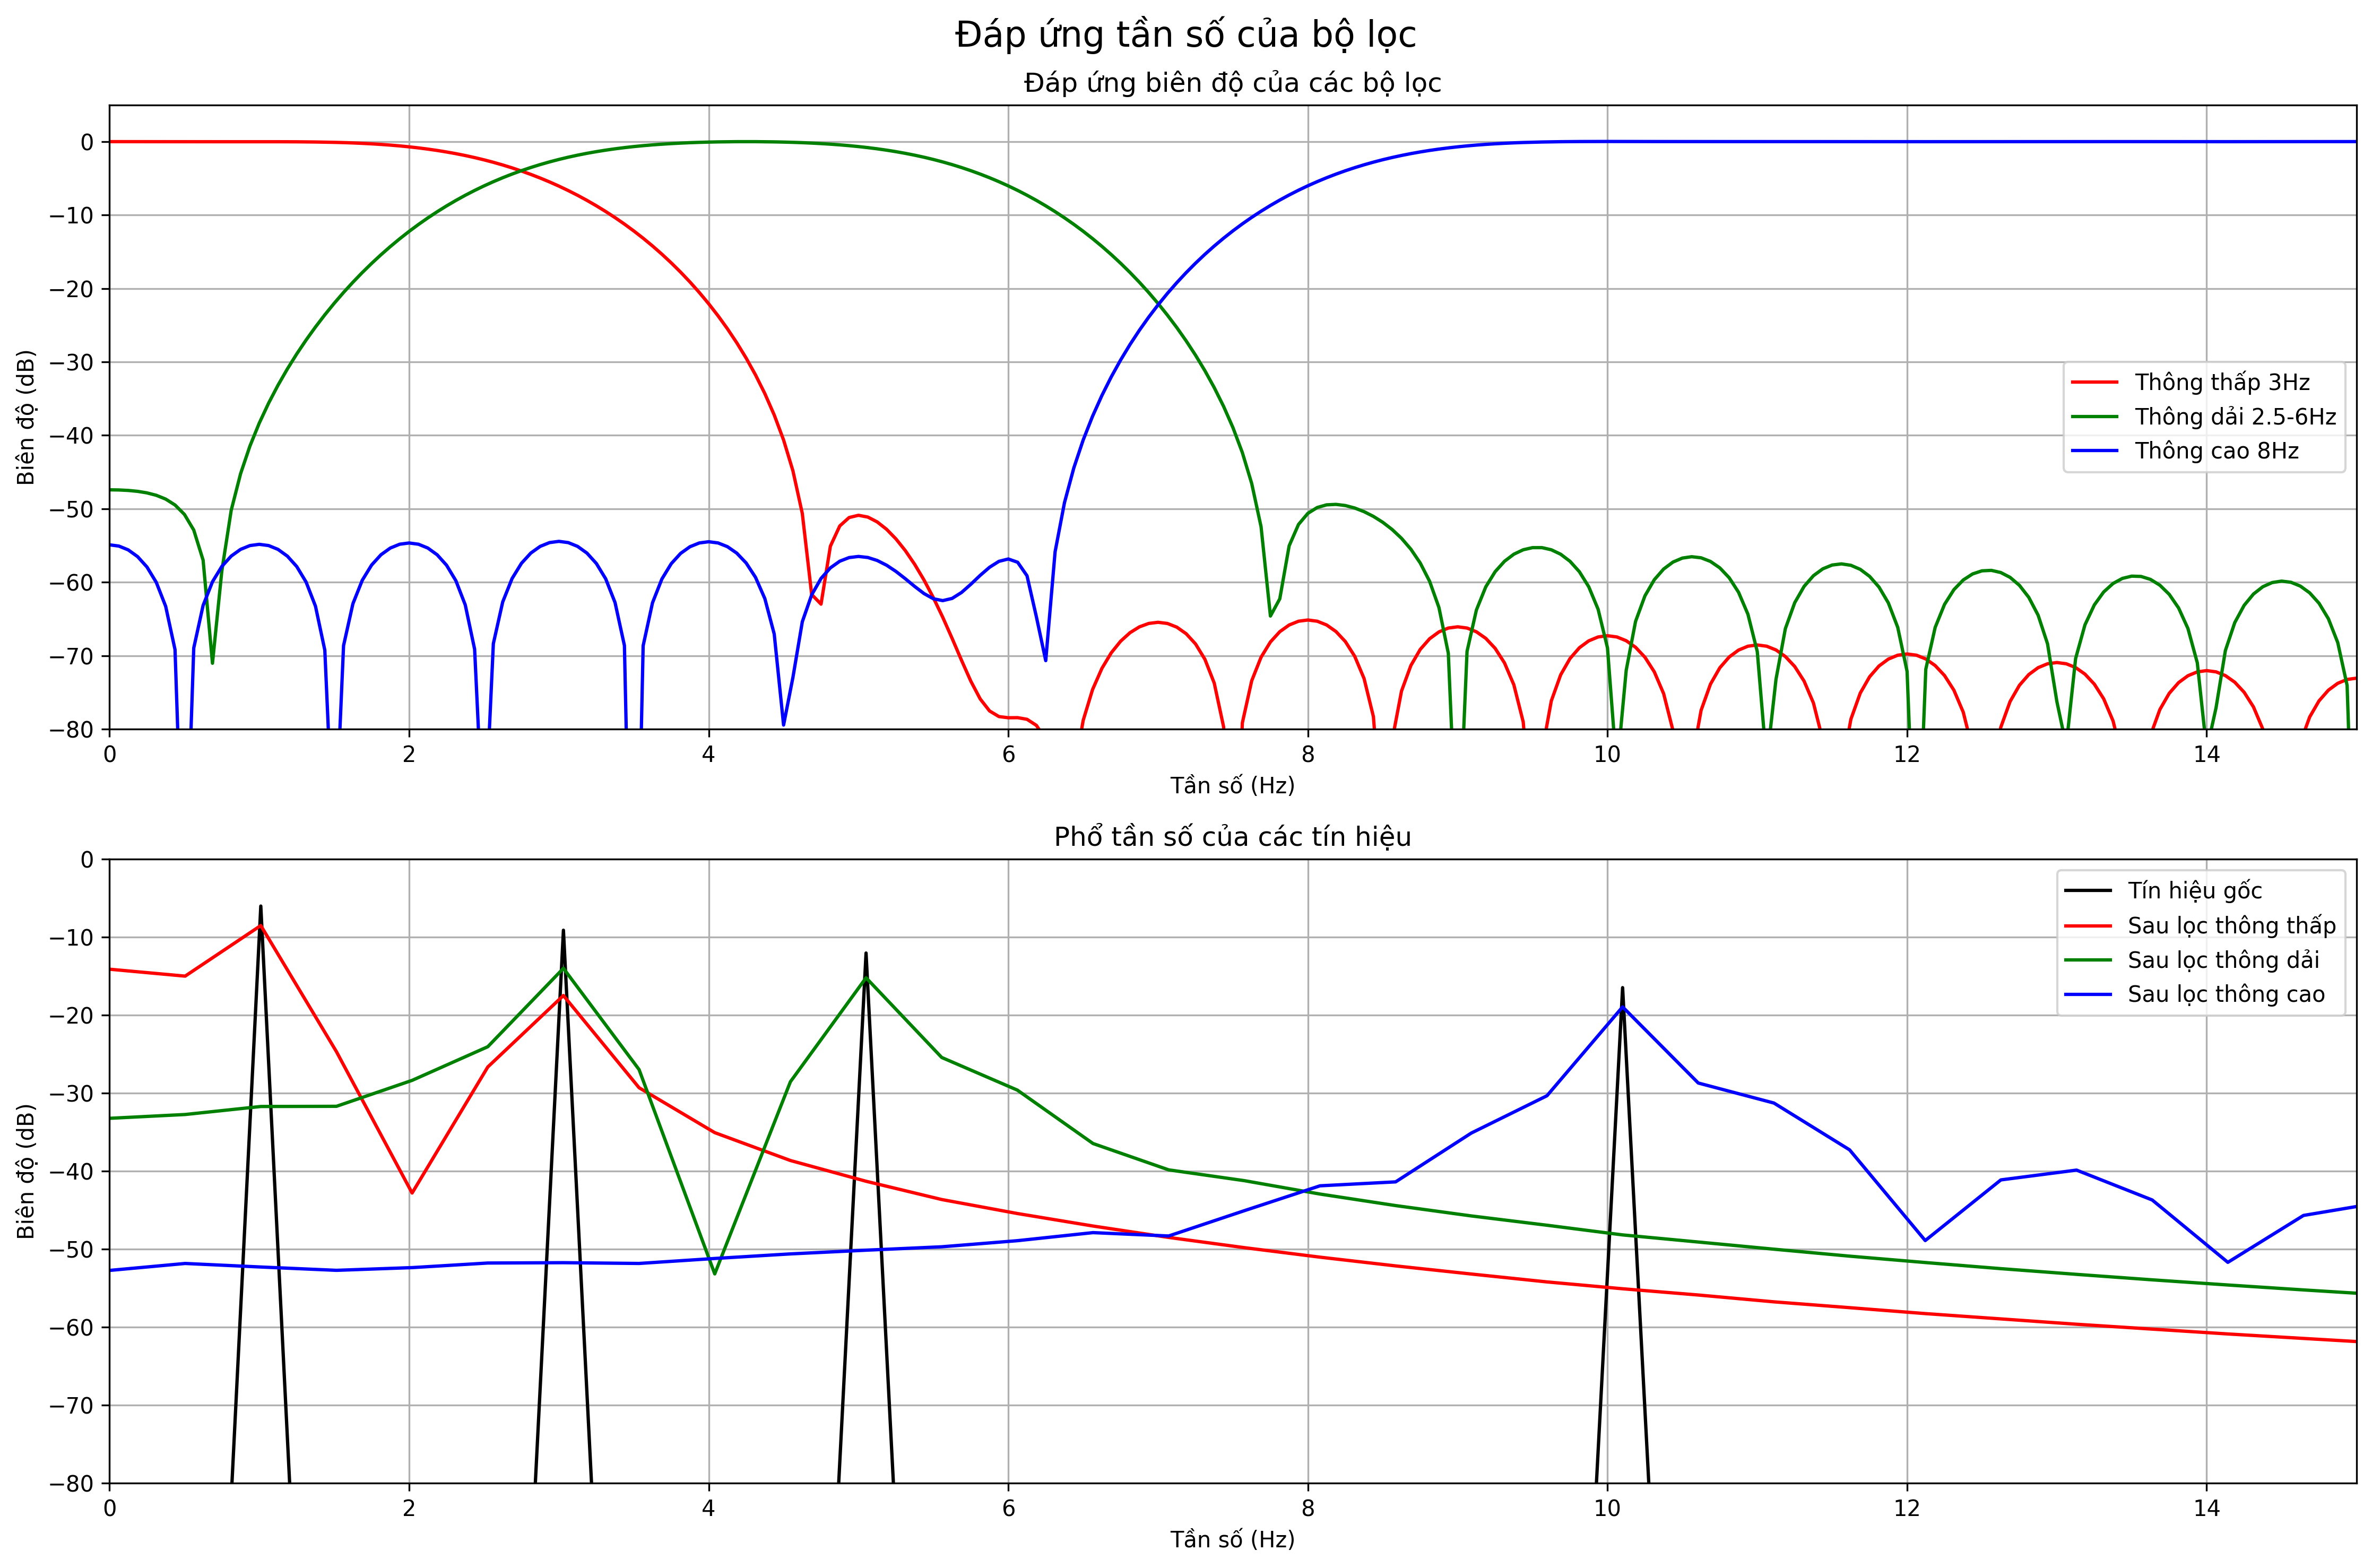 Đáp ứng tần số của bộ lọc
Đáp ứng biên độ của các bộ lọc
0
−10
−20
−30
−40
−50
−60
−70
−80
Biên độ (dB)
Thông thấp 3Hz
Thông dải 2.5-6Hz
Thông cao 8Hz
0 2 4 6 8 10 12 14
Tần số (Hz)
Phổ tần số của các tín hiệu
0
−10
−20
−30
−40
−50
−60
−70
−80
Biên độ (dB)
Tín hiệu gốc
Sau lọc thông thấp
Sau lọc thông dải
Sau lọc thông cao
0 2 4 6 8 10 12 14
Tần số (Hz)